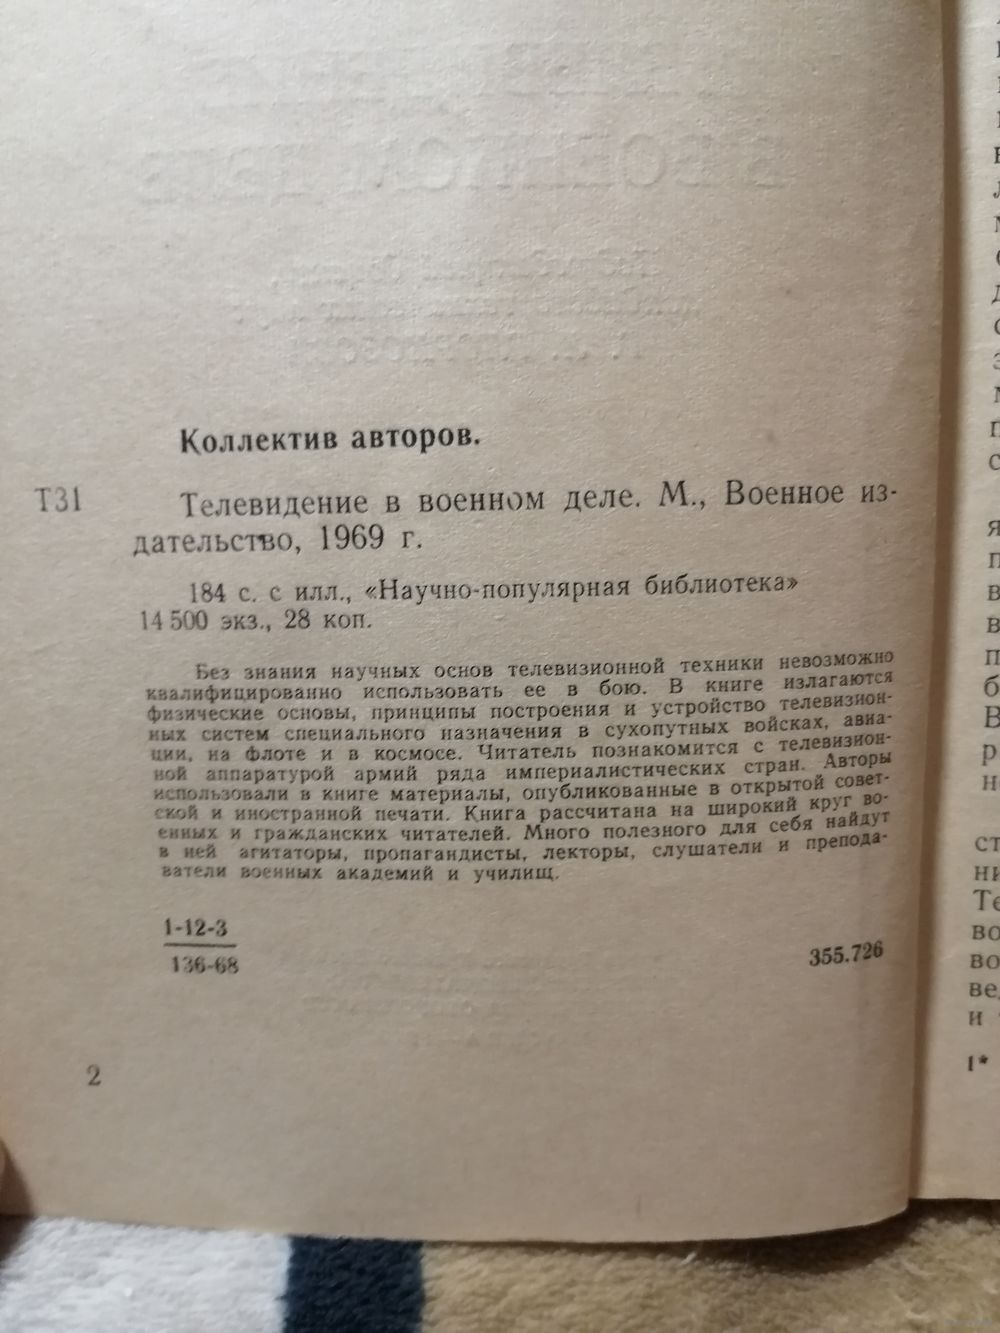 Коллектив авторов.
Т31
Телевидение в военном деле. М., Военное из-
дательство, 1969 г.
184 с. с илл., «Научно-популярная библиотека»
14 500 экз., 28 коп.
Без знания научных основ телевизионной техники невозможно
квалифицированно использовать ее в бою. В книге излагаются
физические основы, принципы построения и устройство телевизион-
ных систем специального назначения в сухопутных войсках, авиа-
ции, на флоте и в космосе. Читатель познакомится с телевизион-
ной аппаратурой армий ряда империалистических стран. Авторы
использовали в книге материалы, опубликованные в открытой совет-
ской и иностранной печати. Книга рассчитана на широкий круг во-
енных и гражданских читателей. Много полезного для себя найдут
в ней агитаторы, пропагандисты, лекторы, слушатели и препода-
ватели военных академий и училищ.
1-12-3
136-68
355.726
2
1*